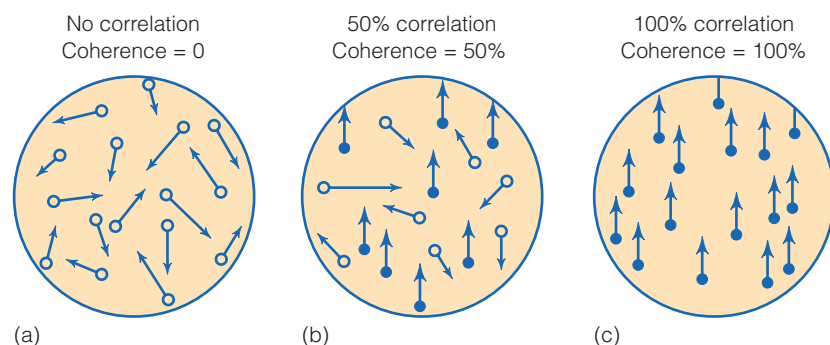 No correlation
Coherence = 0
50% correlation
Coherence = 50%
100% correlation
Coherence = 100%
(a)
(b)
(c)